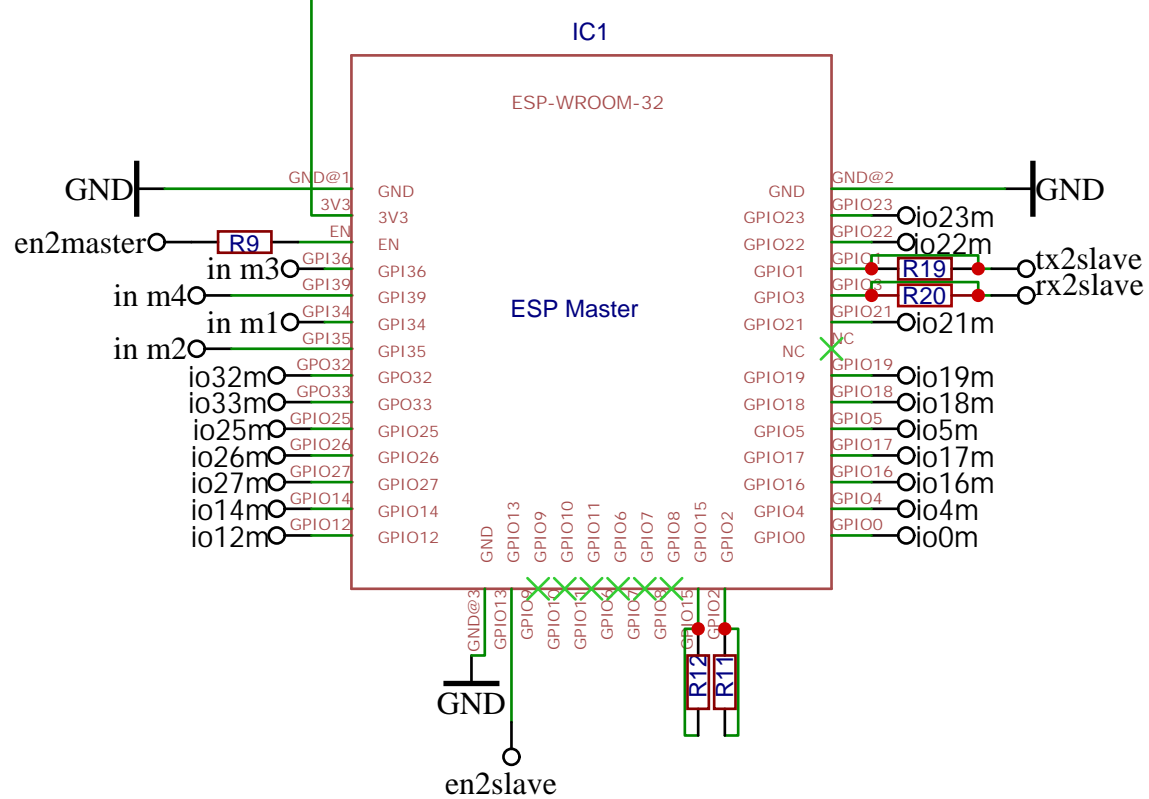 IC1
ESP-WROOM-32
ESP Master
GND
GND@1
GND
GND
GND@2
GND
3V3
3V3
GPIO23
GPIO23
io23m
en2master
R9
EN
EN
GPIO22
GPIO22
io22m
in m3
GPI36
GPI36
GPIO1
GPIO1
R19
tx2slave
in m4
GPI39
GPI39
GPIO3
GPIO3
R20
rx2slave
in m1
GPI34
GPI34
GPIO21
GPIO21
io21m
in m2
GPI35
GPI35
NC
NC
io32m
GPO32
GPO32
GPIO19
GPIO19
io19m
io33m
GPO33
GPO33
GPIO18
GPIO18
io18m
io25m
GPIO25
GPIO25
GPIO5
GPIO5
io5m
io26m
GPIO26
GPIO26
GPIO17
GPIO17
io17m
io27m
GPIO27
GPIO27
GPIO16
GPIO16
io16m
io14m
GPIO14
GPIO14
GPIO4
GPIO4
io4m
io12m
GPIO12
GPIO12
GPIO0
GPIO0
io0m
GND
GPIO13
GPIO9
GPIO10
GPIO11
GPIO6
GPIO7
GPIO8
GPIO15
GPIO2
GND@3
GPIO13
GPIO9
GPIO10
GPIO11
GPIO6
GPIO7
GPIO8
GPIO15
GPIO2
R12
R11
GND
en2slave